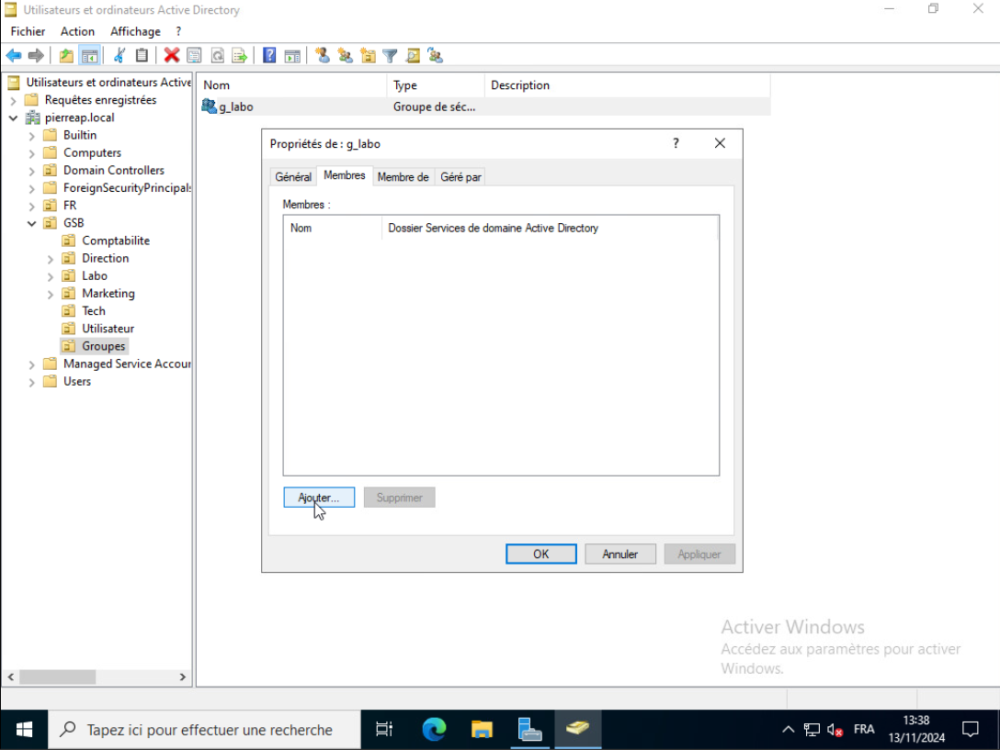 Utilisateurs et ordinateurs Active Directory
Fichier Action Affichage ?
Utilisateurs et ordinateurs Active
Requêtes enregistrées
pierreap.local
Builtin
Computers
Domain Controllers
ForeignSecurityPrincipals
FR
GSB
Comptabilite
Direction
Labo
Marketing
Tech
Utilisateur
Groupes
Managed Service Accour
Users
Nom Type Description
g_labo Groupe de séc...
Propriétés de : g_labo ?
Général Membres Membre de Géré par
Membres :
Nom Dossier Services de domaine Active Directory
Ajouter... Supprimer
OK Annuler Appliquer
Activer Windows
Accédez aux paramètres pour activer
Windows.
Tapez ici pour effectuer une recherche
FRA
13:38
13/11/2024